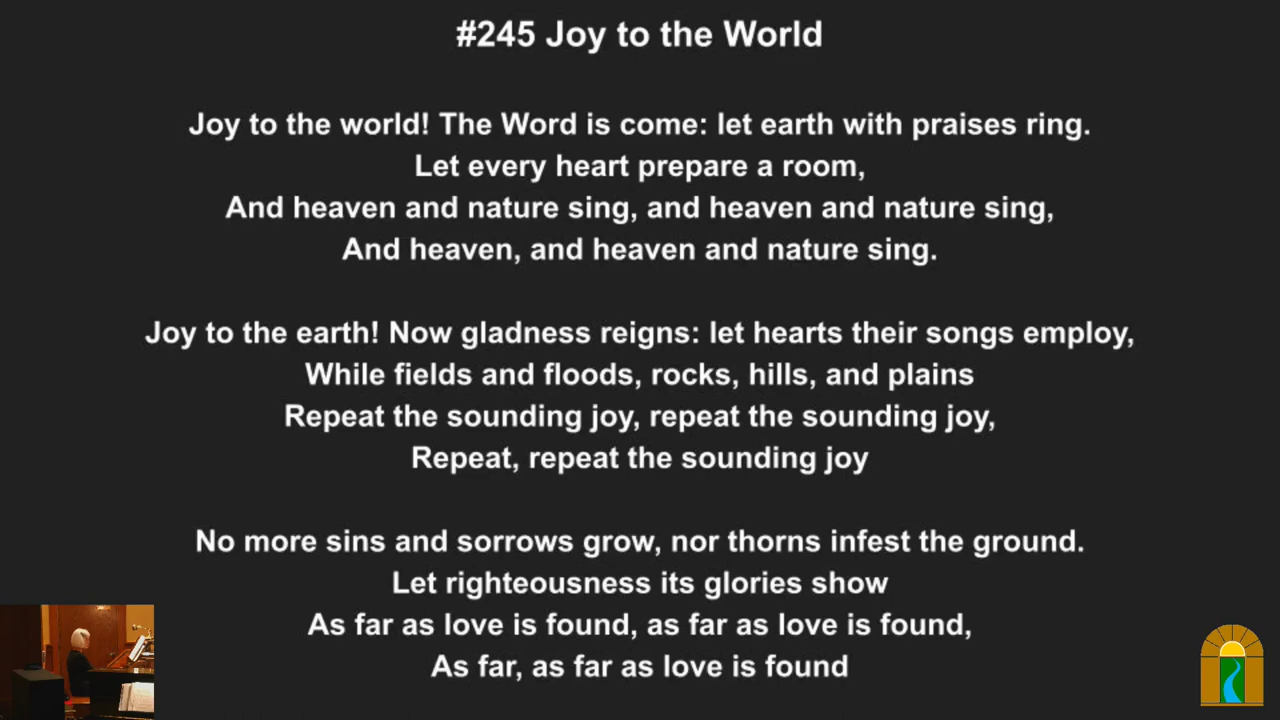 #245 Joy to the World
Joy to the world! The Word is come: let earth with praises ring.
Let every heart prepare a room,
And heaven and nature sing, and heaven and nature sing,
And heaven, and heaven and nature sing.
Joy to the earth! Now gladness reigns: let hearts their songs employ,
While fields and floods, rocks, hills, and plains
Repeat the sounding joy, repeat the sounding joy,
Repeat, repeat the sounding joy
No more sins and sorrows grow, nor thorns infest the ground.
Let righteousness its glories show
As far as love is found, as far as love is found,
As far, as far as love is found